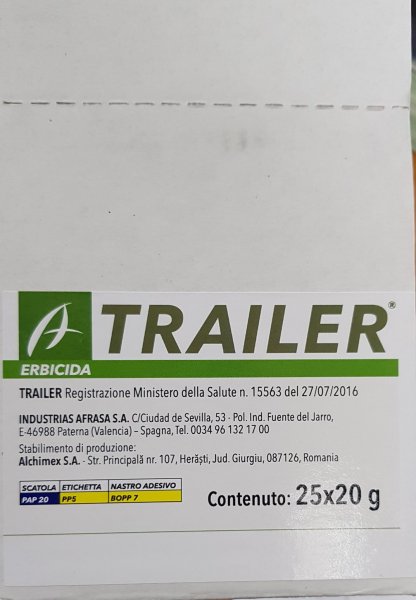 TRAILER®
ERBICIDA
TRAILER Registrazione Ministero della Salute n. 15563 del 27/07/2016
INDUSTRIAS AFRASA S.A. C/Ciudad de Sevilla, 53 - Pol. Ind. Fuente del Jarro,
E-46988 Paterna (Valencia) – Spagna, Tel. 0034 96 132 17 00
Stabilimento di produzione:
Alchimex S.A. - Str. Principală nr. 107, Herăști, Jud. Giurgiu, 087126, Romania
SCATOLA ETICHETTA NASTRO ADESIVO
PAP 20 PP5 BOPP 7
Contenuto: 25x20 g